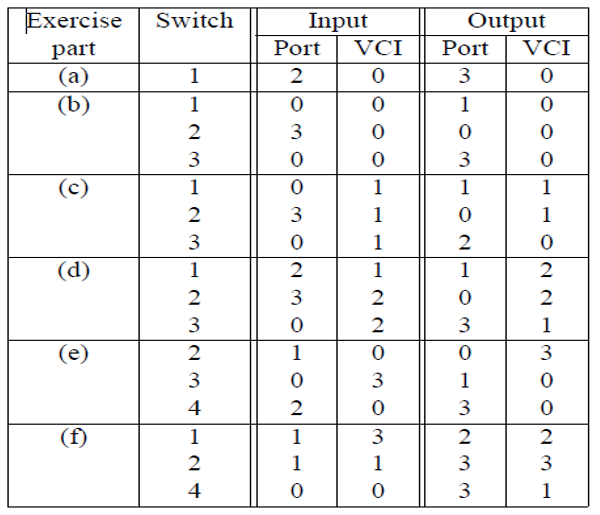 Exercise Switch Input Output
part Port VCI Port VCI
(a) 1 2 0 3 0
(b) 1 0 0 1 0
2 3 0 0 0
3 0 0 3 0
(c) 1 0 1 1 1
2 3 1 0 1
3 0 1 2 0
(d) 1 2 1 1 2
2 3 2 0 2
3 0 2 3 1
(e) 2 1 0 0 3
3 0 3 1 0
4 2 0 3 0
(f) 1 1 3 2 2
2 1 1 3 3
4 0 0 3 1